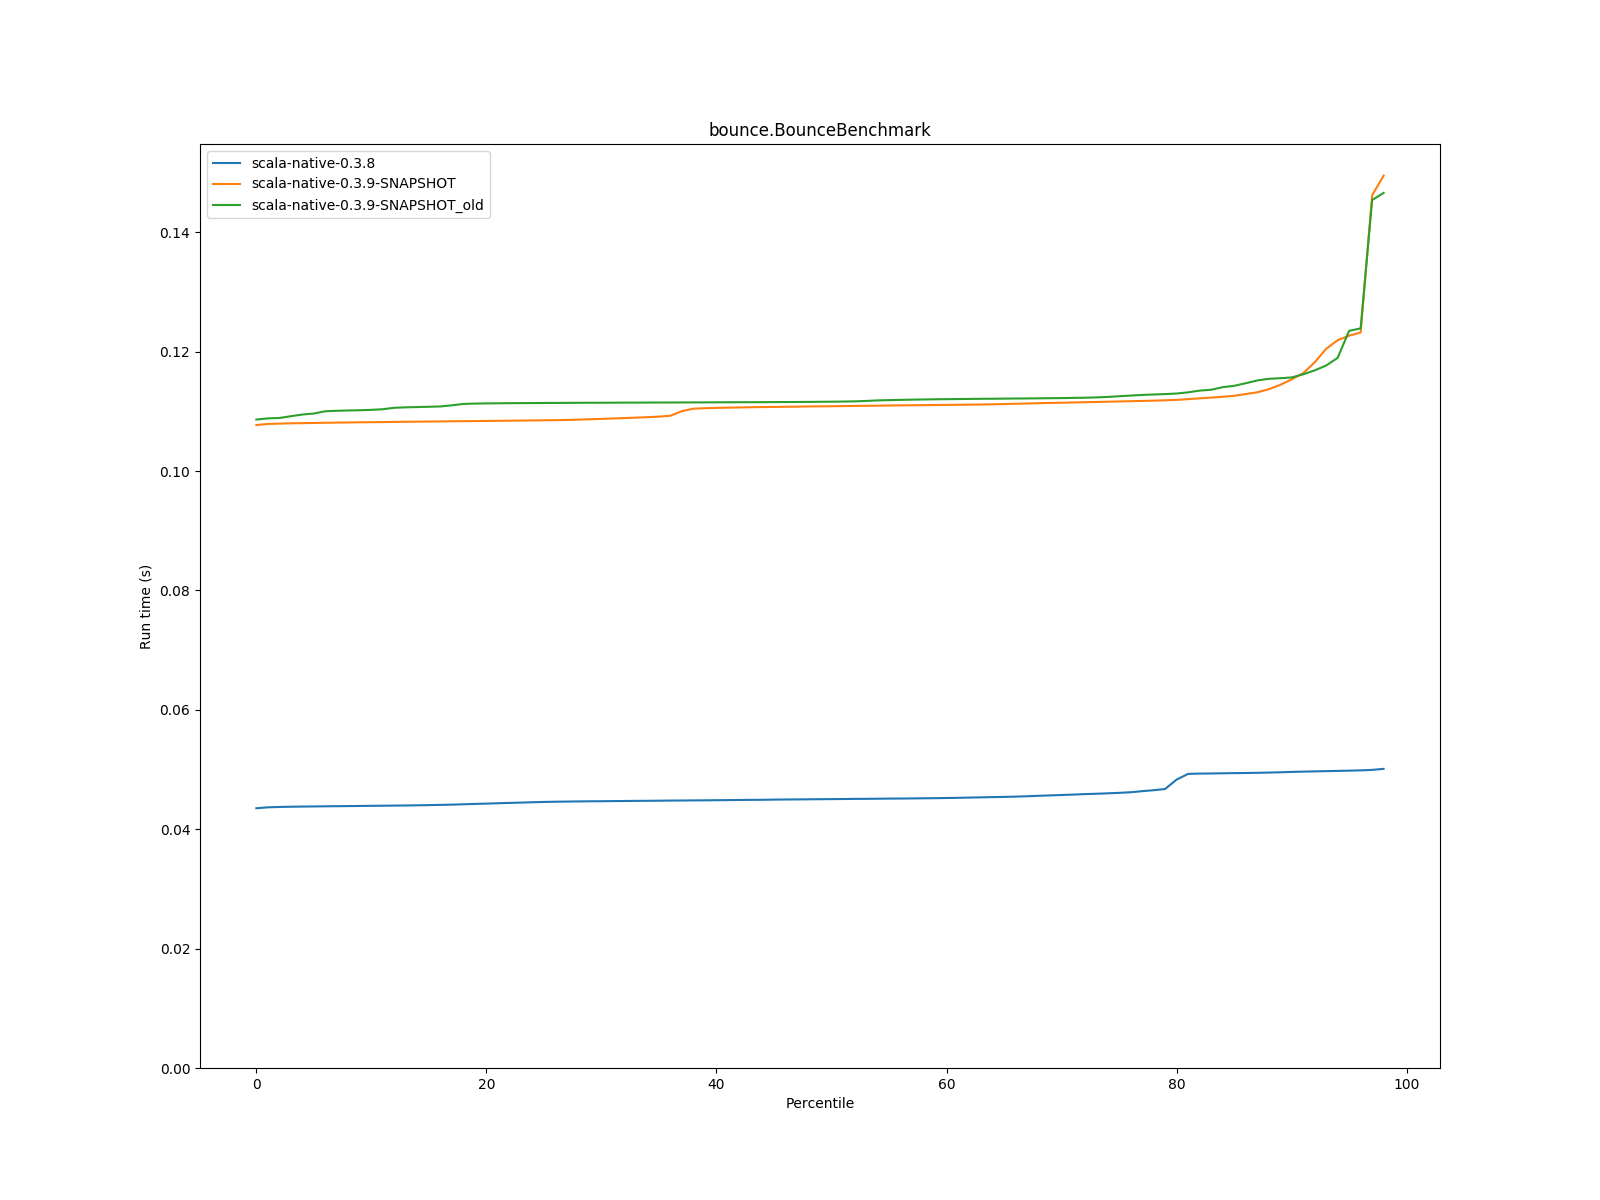 bounce.BounceBenchmark
scala-native-0.3.8
scala-native-0.3.9-SNAPSHOT
scala-native-0.3.9-SNAPSHOT_old
0.14
0.12
0.10
0.08
0.06
0.04
0.02
0.00
Run time (s)
0 20 40 60 80 100
Percentile